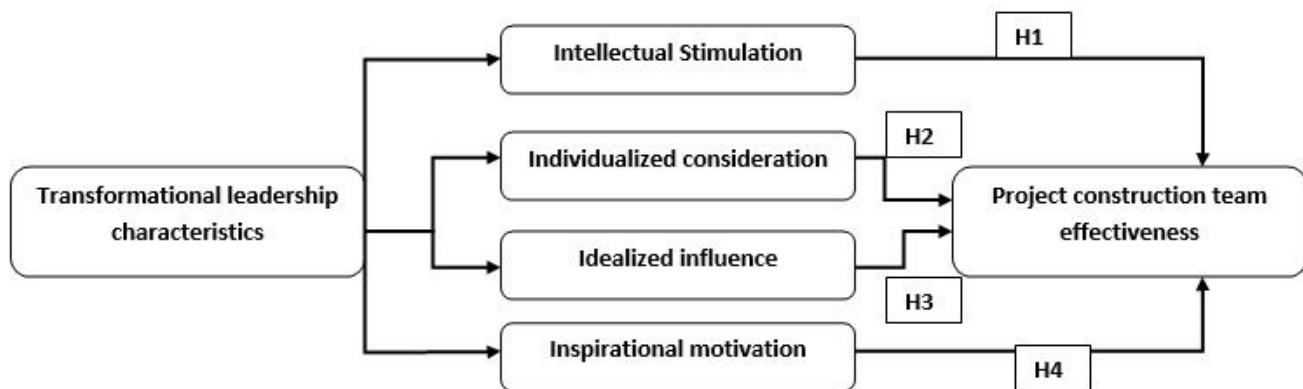 Intellectual Stimulation
H1
Individualized consideration
H2
Transformational leadership
characteristics
Project construction team
effectiveness
Idealized influence
H3
Inspirational motivation
H4